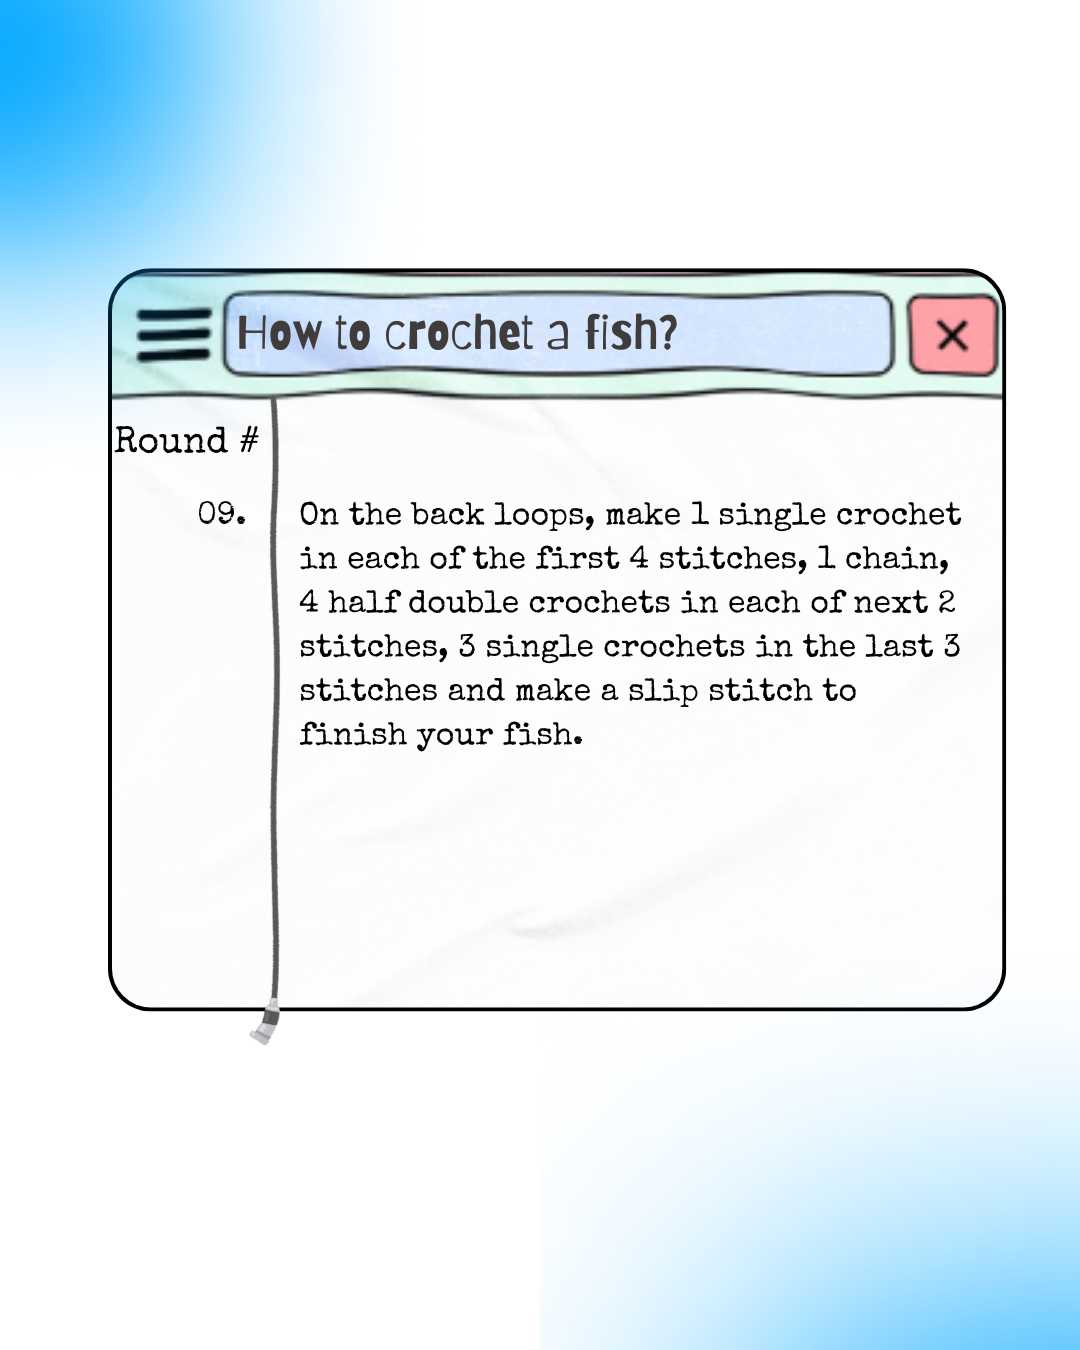 How to crochet a fish?
Round #
09.
On the back loops, make 1 single crochet
in each of the first 4 stitches, 1 chain,
4 half double crochets in each of next 2
stitches, 3 single crochets in the last 3
stitches and make a slip stitch to
finish your fish.